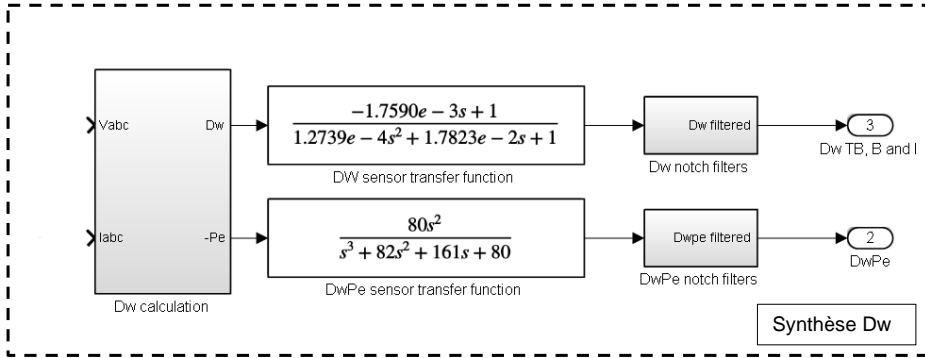 Vabc
Dw
−1.7590e − 3s + 1
1.2739e − 4s² + 1.7823e − 2s + 1
DW sensor transfer function
Dw filtered
Dw notch filters
3
Dw TB, B and I
Iabc
-Pe
Dw calculation
80s²
s³ + 82s² + 161s + 80
DwPe sensor transfer function
Dwpe filtered
DwPe notch filters
2
DwPe
Synthèse Dw